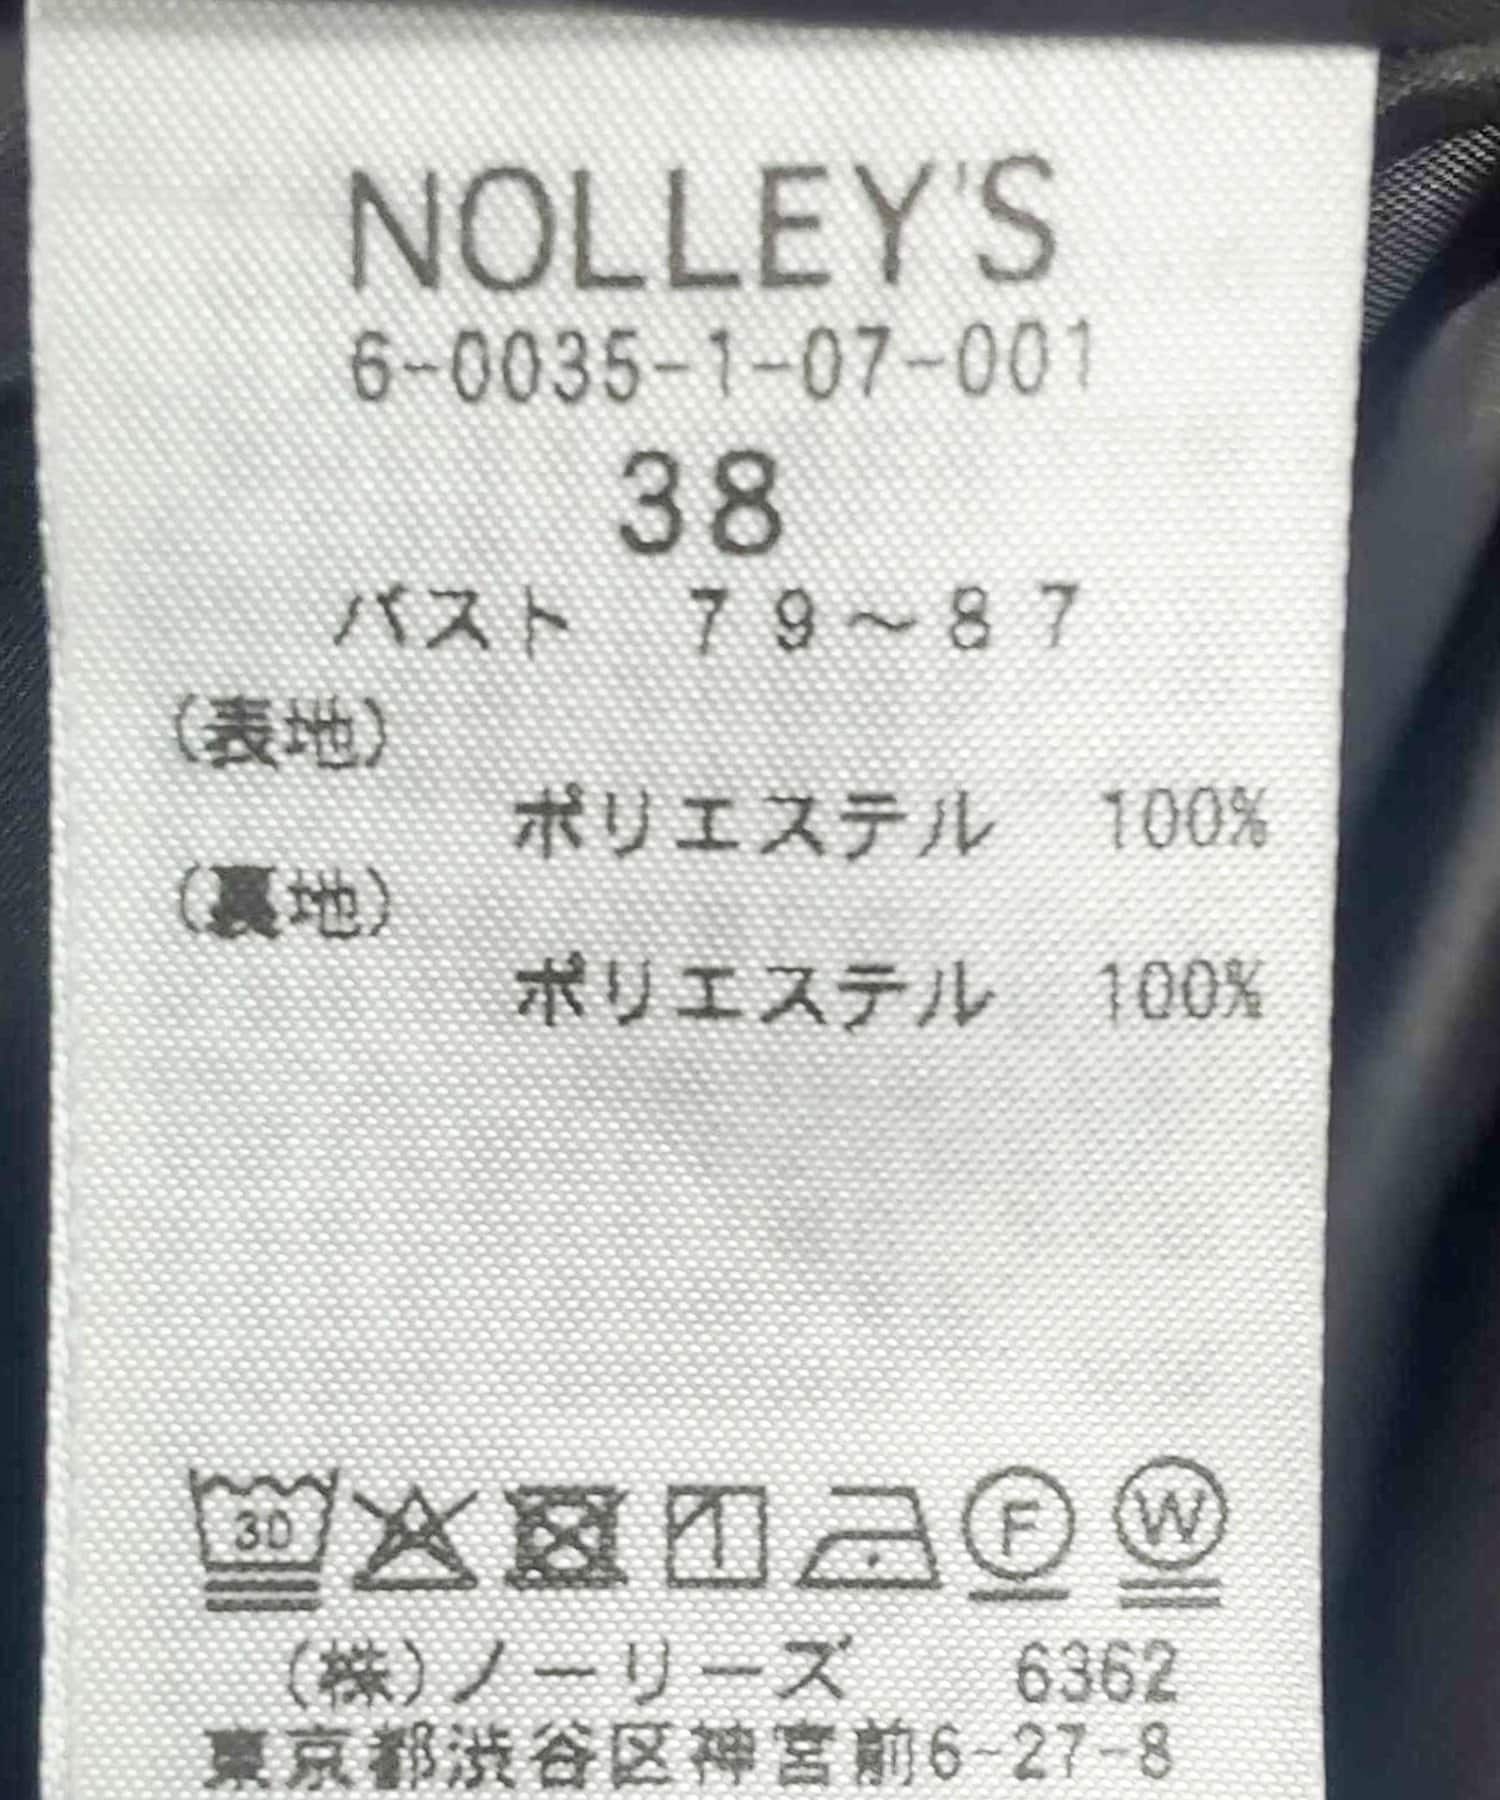 NOLLEY'S
6-0035-1-07-001
38
バスト 79〜87
(表地)
ポリエステル 100%
(裏地)
ポリエステル 100%
30 F W
(株)ノーリーズ 6362
東京都渋谷区神宮前6-27-8